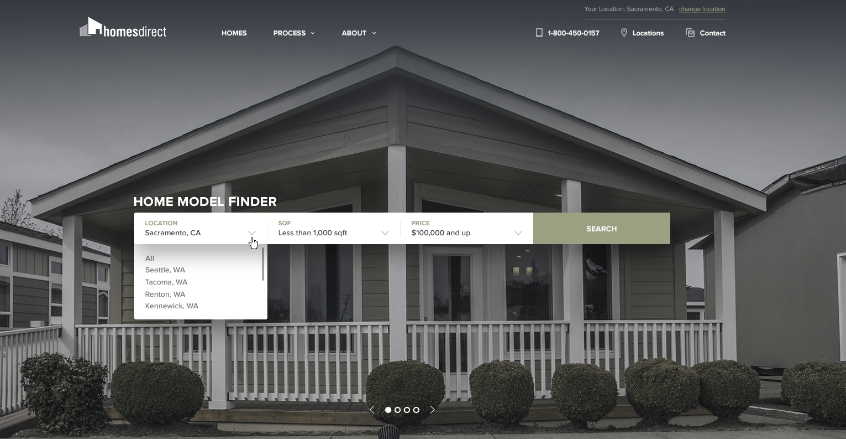 Your Location: Sacramento, CA change location
homesdirect
HOMES PROCESS ABOUT
1-800-450-0157 Locations Contact
HOME MODEL FINDER
LOCATION SQF PRICE
Sacramento, CA Less than 1,000 sqft $100,000 and up SEARCH
All
Seattle, WA
Tacoma, WA
Renton, WA
Kennewick, WA